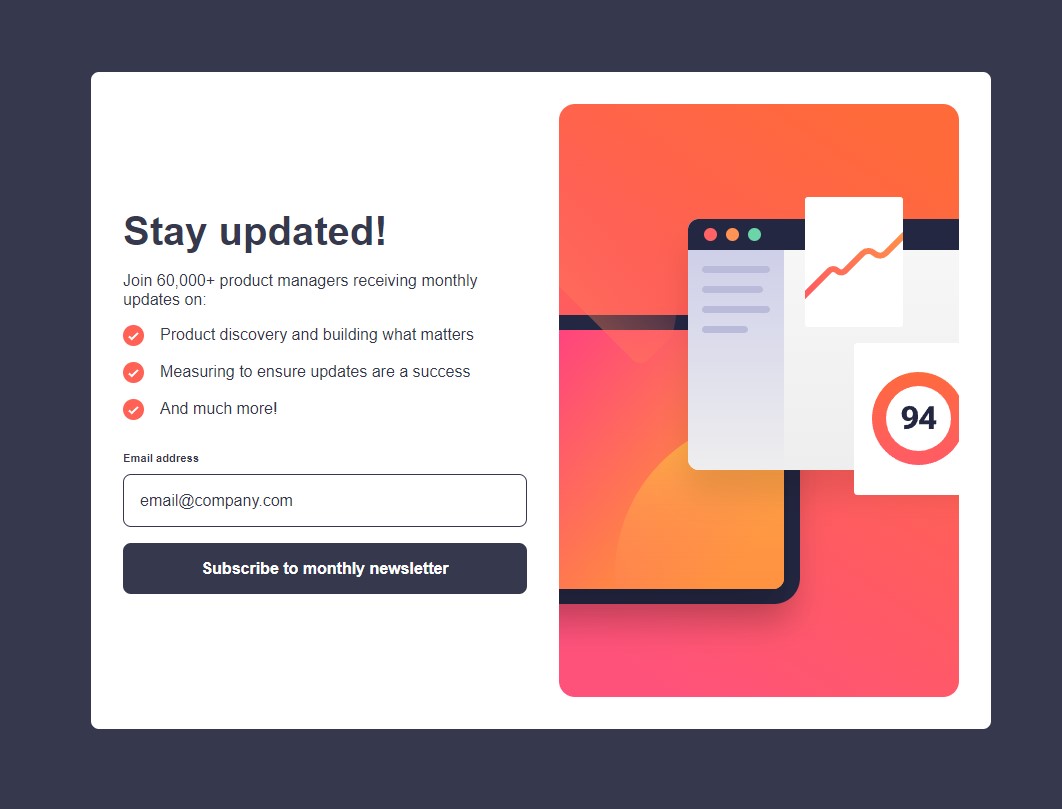 Stay updated!
Join 60,000+ product managers receiving monthly
updates on:
Product discovery and building what matters
Measuring to ensure updates are a success
And much more!
Email address
email@company.com
Subscribe to monthly newsletter
94